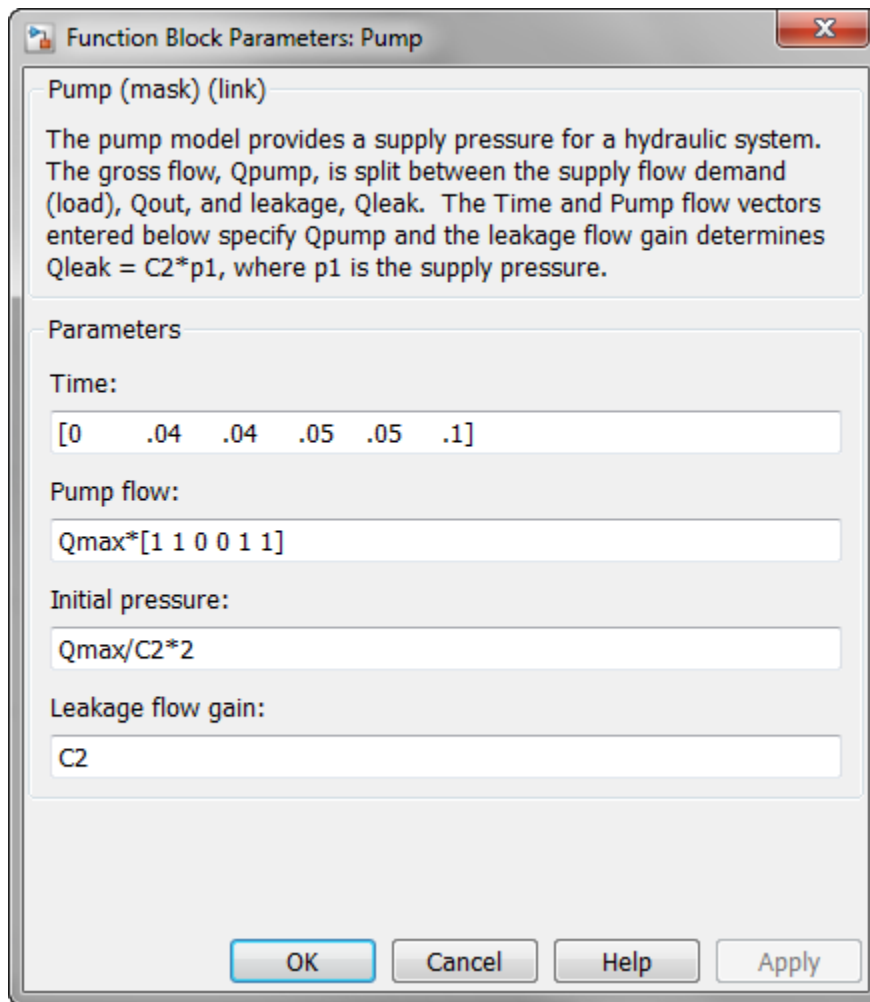 Function Block Parameters: Pump
Pump (mask) (link)
The pump model provides a supply pressure for a hydraulic system.
The gross flow, Qpump, is split between the supply flow demand
(load), Qout, and leakage, Qleak.  The Time and Pump flow vectors
entered below specify Qpump and the leakage flow gain determines
Qleak = C2*p1, where p1 is the supply pressure.
Parameters
Time:
[0 .04 .04 .05 .05 .1]
Pump flow:
Qmax*[1 1 0 0 1 1]
Initial pressure:
Qmax/C2*2
Leakage flow gain:
C2
OK Cancel Help Apply